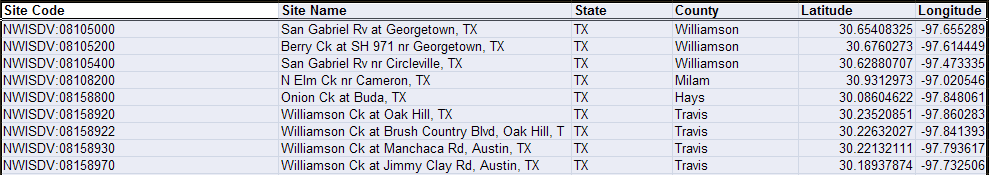 Site Code Site Name State County Latitude Longitude
NWISDV:08105000 San Gabriel Rv at Georgetown, TX TX Williamson 30.65408325 -97.655289
NWISDV:08105200 Berry Ck at SH 971 nr Georgetown, TX TX Williamson 30.6760273 -97.614449
NWISDV:08105400 San Gabriel Rv nr Circleville, TX TX Williamson 30.62880707 -97.473335
NWISDV:08108200 N Elm Ck nr Cameron, TX TX Milam 30.9312973 -97.020546
NWISDV:08158800 Onion Ck at Buda, TX TX Hays 30.08604622 -97.848061
NWISDV:08158920 Williamson Ck at Oak Hill, TX TX Travis 30.23520851 -97.860283
NWISDV:08158922 Williamson Ck at Brush Country Blvd, Oak Hill, T TX Travis 30.22632027 -97.841393
NWISDV:08158930 Williamson Ck at Manchaca Rd, Austin, TX TX Travis 30.22132111 -97.793617
NWISDV:08158970 Williamson Ck at Jimmy Clay Rd, Austin, TX TX Travis 30.18937874 -97.732506